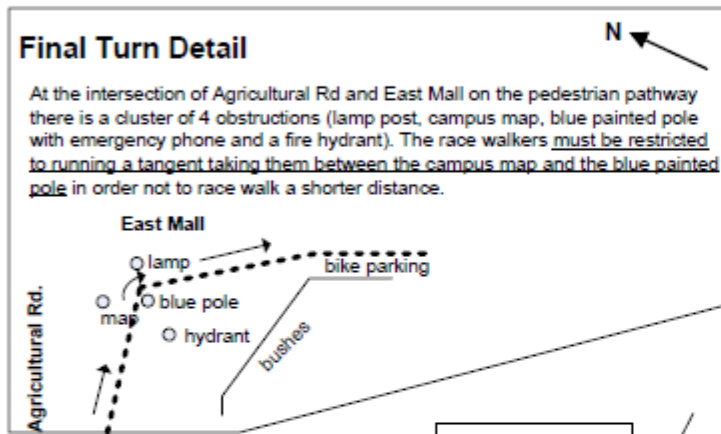 N
Final Turn Detail
At the intersection of Agricultural Rd and East Mall on the pedestrian pathway
there is a cluster of 4 obstructions (lamp post, campus map, blue painted pole
with emergency phone and a fire hydrant). The race walkers must be restricted
to running a tangent taking them between the campus map and the blue painted
pole in order not to race walk a shorter distance.
East Mall
lamp
bike parking
blue pole
map
hydrant
bushes
Agricultural Rd.